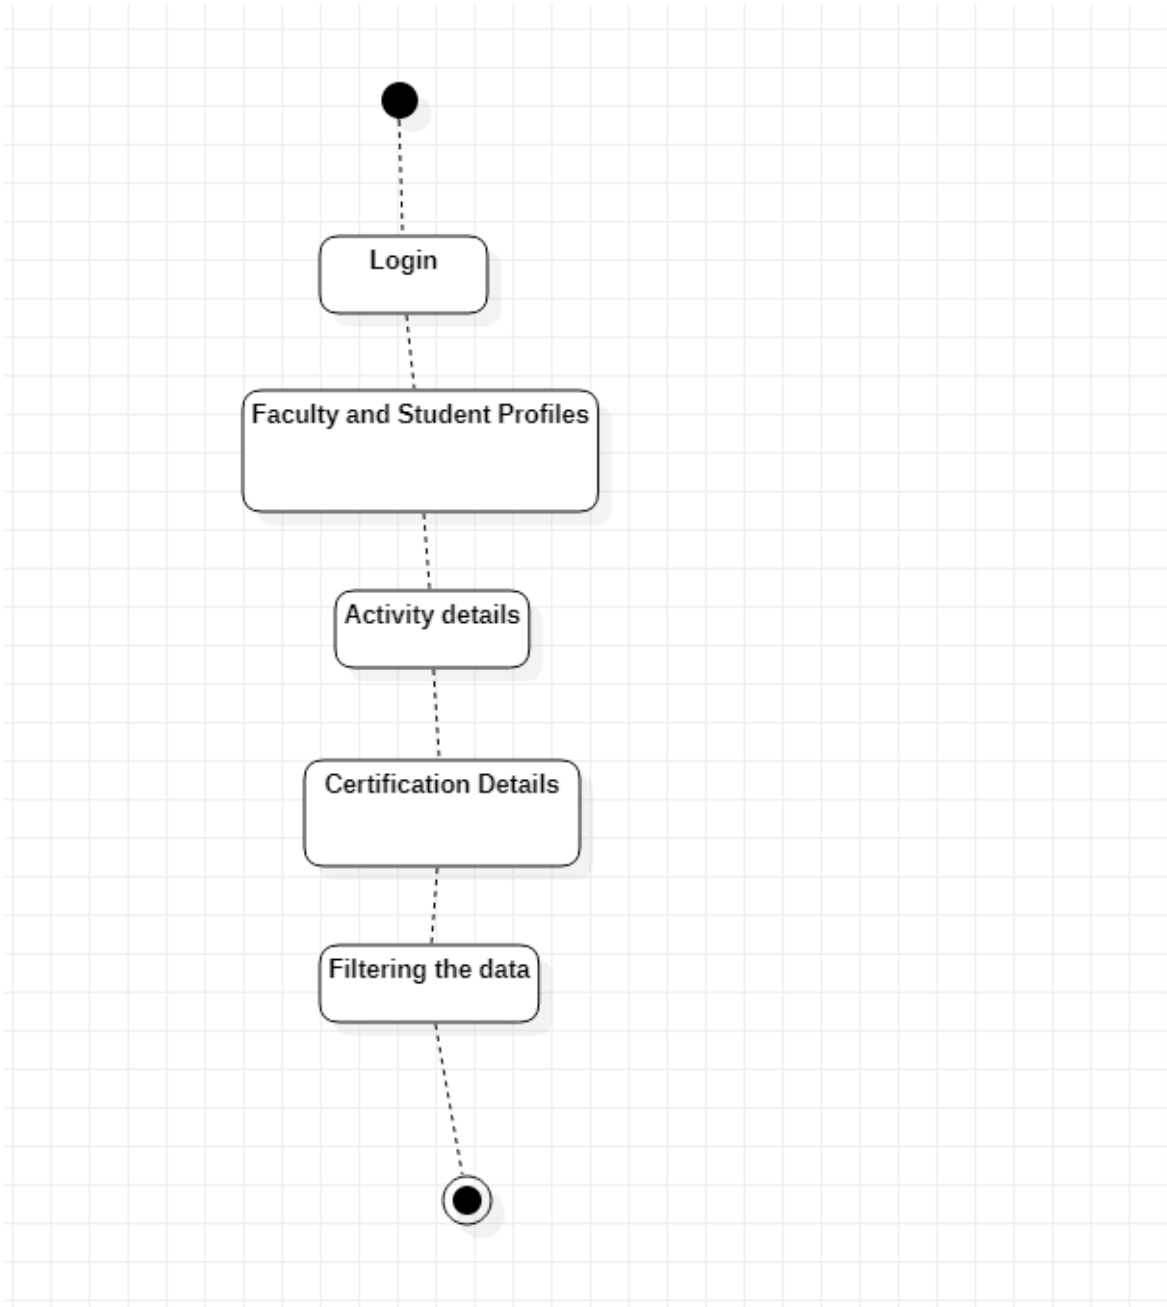 Login
Faculty and Student Profiles
Activity details
Certification Details
Filtering the data